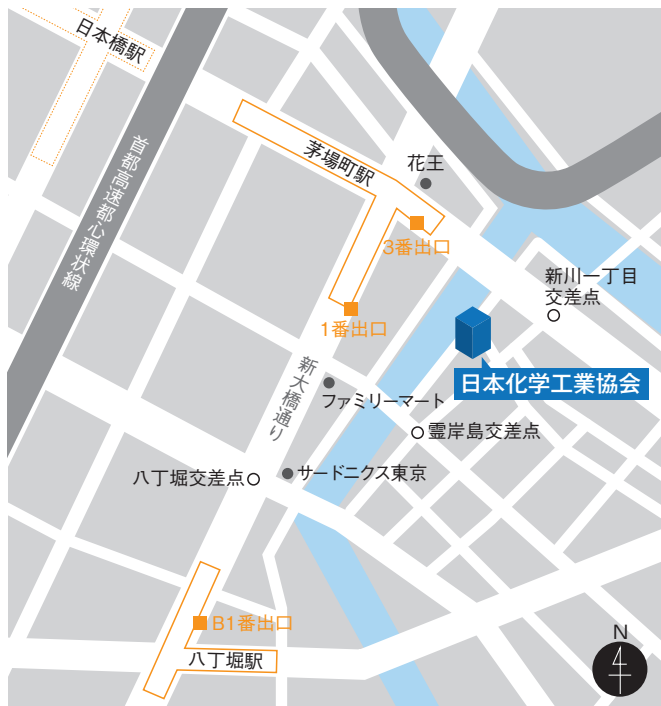 日本橋駅
首都高速都心環状線
茅場町駅
花王
3番出口
新川一丁目
交差点
1番出口
新大橋通り
日本化学工業協会
ファミリーマート
霊岸島交差点
八丁堀交差点
サードニクス東京
B1番出口
八丁堀駅
N